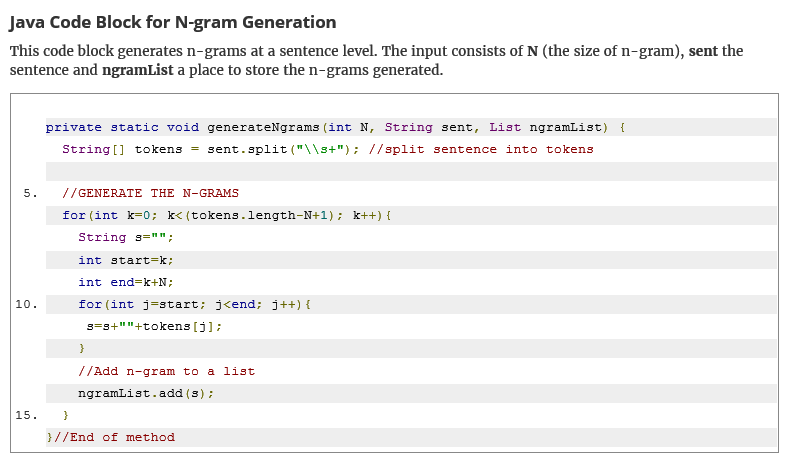 Java Code Block for N-gram Generation
This code block generates n-grams at a sentence level. The input consists of N (the size of n-gram), sent the
sentence and ngramList a place to store the n-grams generated.
private static void generateNgrams(int N, String sent, List ngramList) {
String[] tokens = sent.split("\\s+"); //split sentence into tokens
5. //GENERATE THE N-GRAMS
for(int k=0; k<(tokens.length-N+1); k++){
String s="";
int start=k;
int end=k+N;
10. for(int j=start; j<end; j++){
s=s+""+tokens[j];
}
//Add n-gram to a list
ngramList.add(s);
15. }
}//End of method